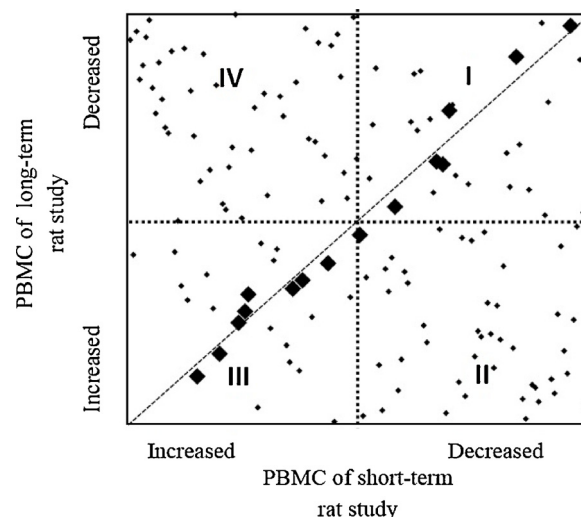 Decreased
Increased
PBMC of long-term
rat study
IV
I
III
II
Increased
Decreased
PBMC of short-term
rat study